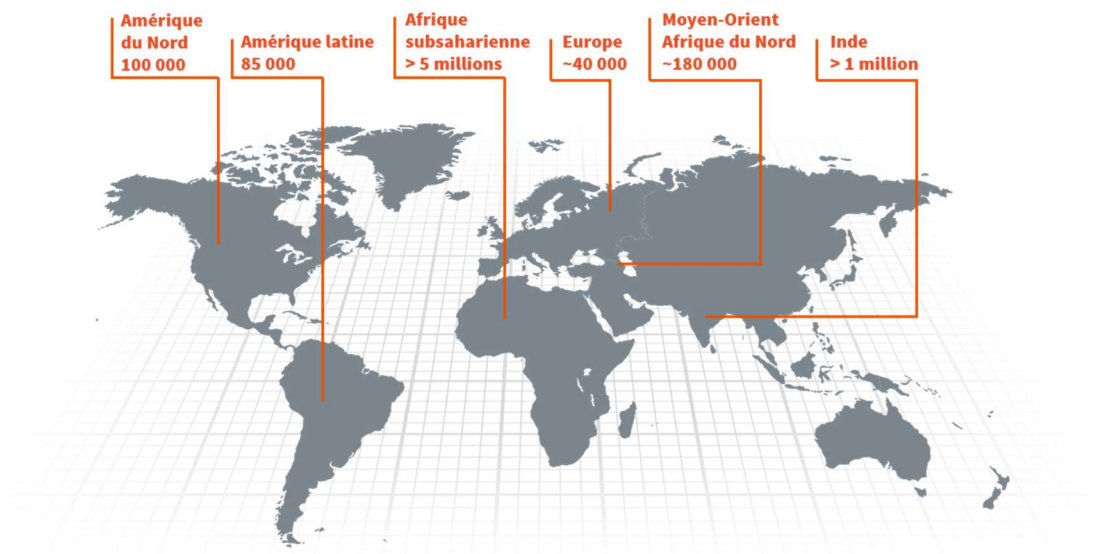 Amérique
du Nord
100 000
Amérique latine
85 000
Afrique
subsaharienne
> 5 millions
Europe
~40 000
Moyen-Orient
Afrique du Nord
~180 000
Inde
> 1 million